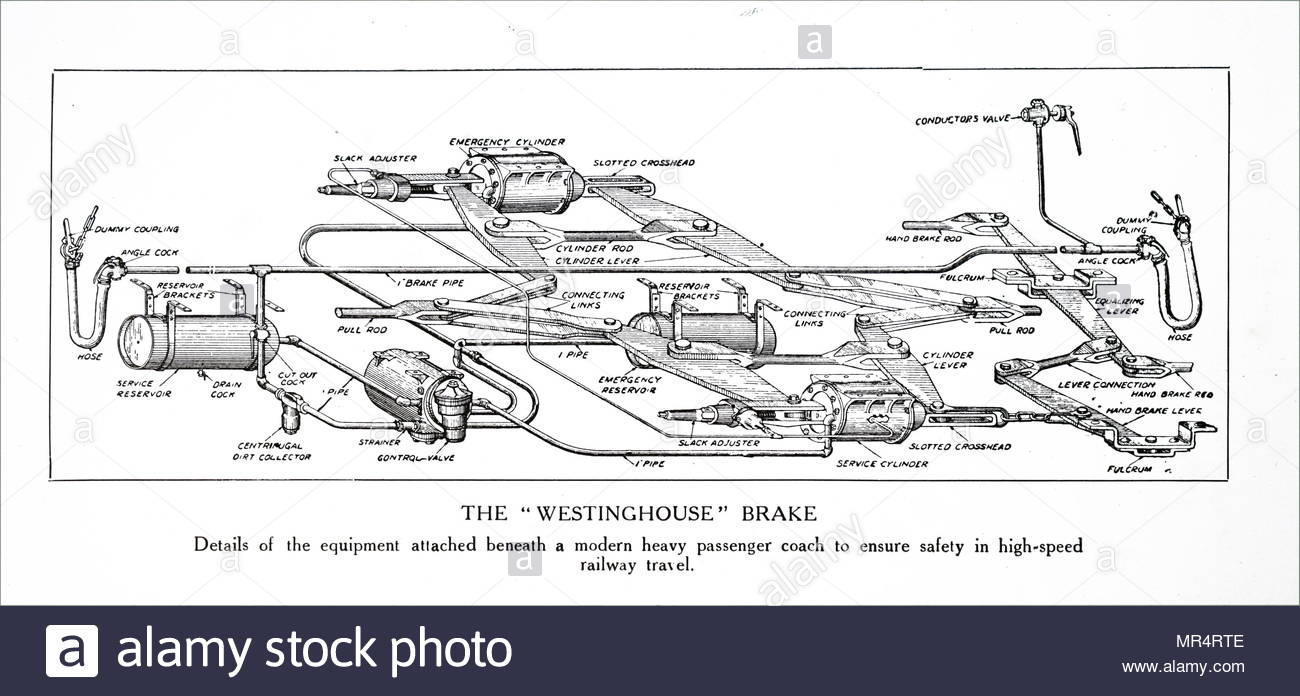 CONDUCTORS VALVE
EMERGENCY CYLINDER
SLACK ADJUSTER
SLOTTED CROSSHEAD
DUMMY COUPLING
ANGLE COCK
HAND BRAKE ROD
DUMMY
COUPLING
ANGLE COCK
CYLINDER ROD
CYLINDER LEVER
FULCRUM
1" BRAKE PIPE
RESERVOIR
BRACKETS
CONNECTING
LINKS
RESERVOIR
BRACKETS
CONNECTING
LINKS
EQUALIZING
LEVER
PULL ROD
PULL ROD
HOSE
HOSE
SERVICE
RESERVOIR
DRAIN
COCK
CUT OUT
COCK
1" PIPE
1" PIPE
EMERGENCY
RESERVOIR
CYLINDER
LEVER
LEVER CONNECTION
HAND BRAKE ROD
HAND BRAKE LEVER
CENTRIFUGAL
DIRT COLLECTOR
STRAINER
CONTROL-VALVE
SLACK ADJUSTER
1" PIPE
SERVICE CYLINDER
SLOTTED CROSSHEAD
FULCRUM
THE "WESTINGHOUSE" BRAKE
Details of the equipment attached beneath a modern heavy passenger coach to ensure safety in high-speed
railway travel.
a alamy stock photo
MR4RTE
www.alamy.com
a
a
a
alamy
alamy
alamy
alamy